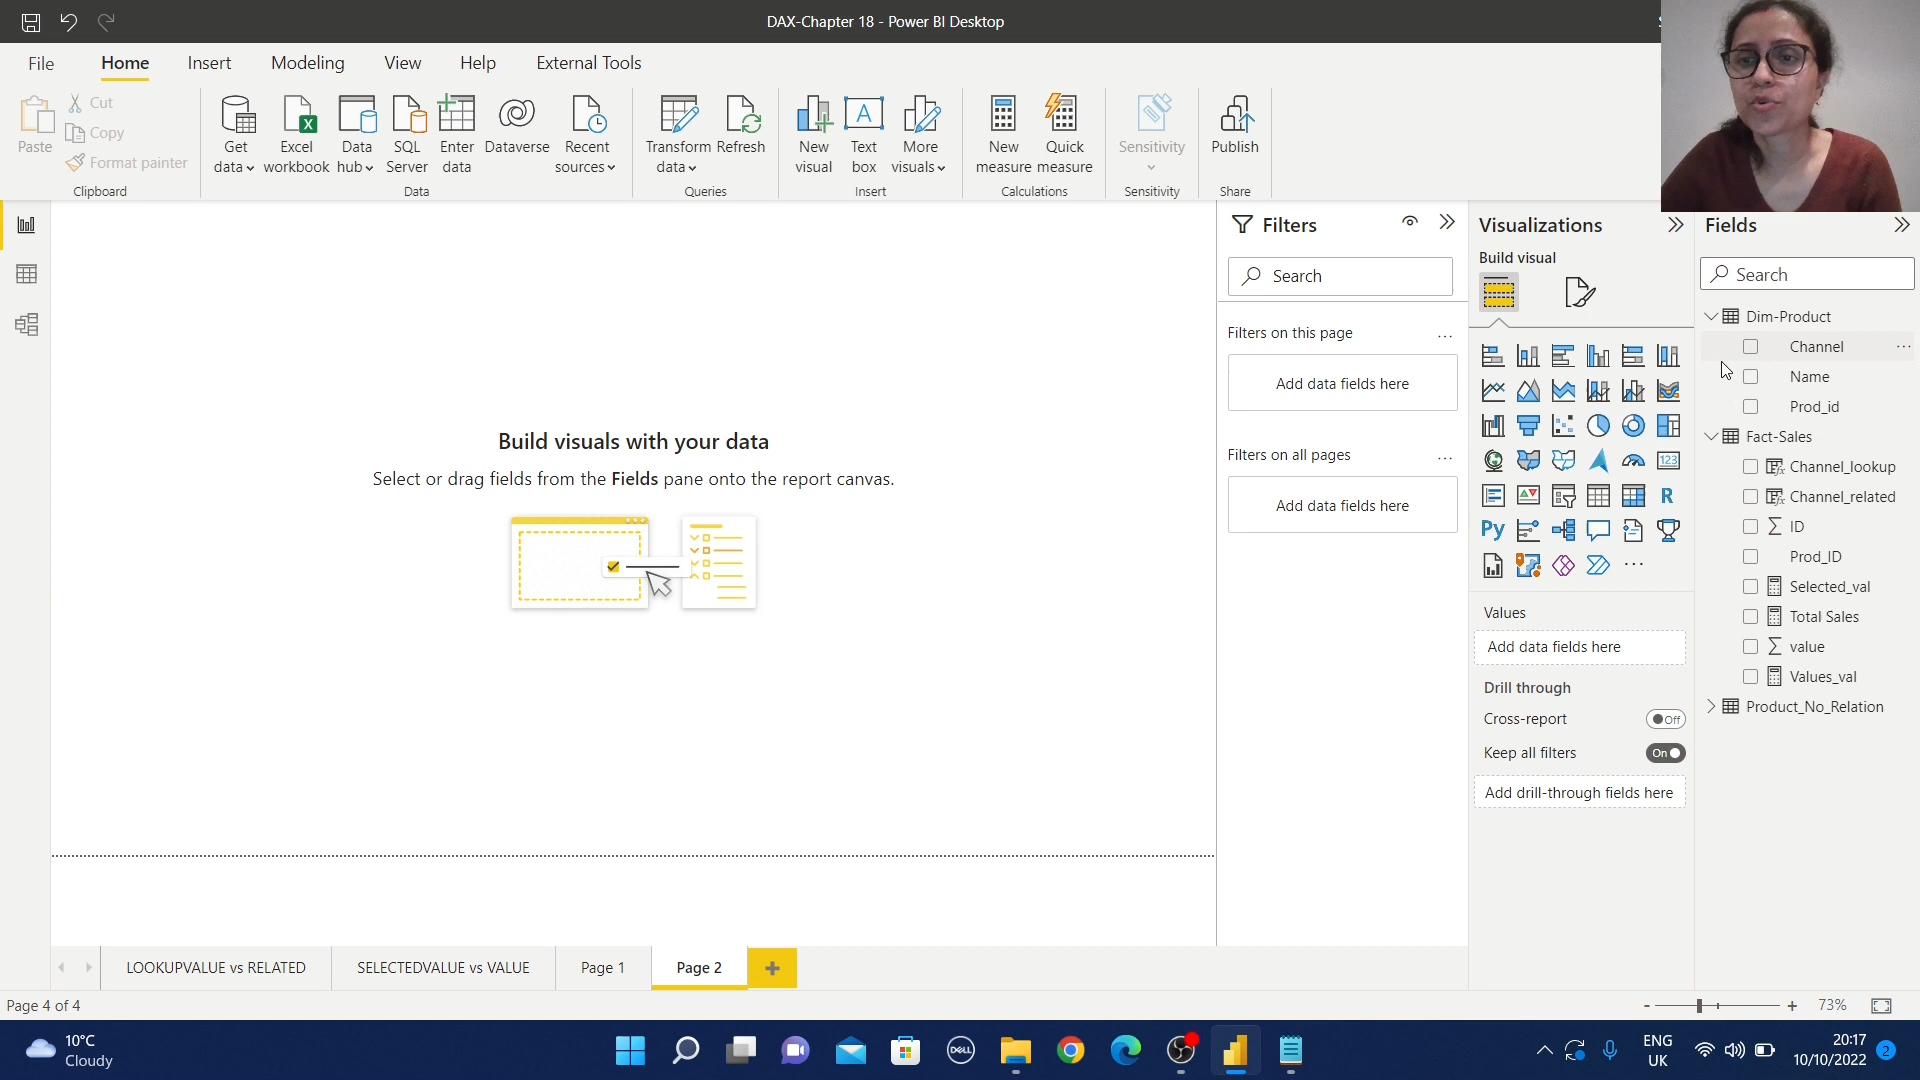 DAX-Chapter 18 - Power BI Desktop
File
Home
Insert
Modeling
View
Help
External Tools
Paste
Cut
Copy
Format painter
Clipboard
Get data
Excel workbook
Data hub
SQL Server
Enter data
Dataverse
Recent sources
Data
Transform data
Refresh
Queries
New visual
Text box
More visuals
Insert
New measure
Quick measure
Calculations
Sensitivity
Sensitivity
Publish
Share
Build visuals with your data
Select or drag fields from the Fields pane onto the report canvas.
Filters
Search
Filters on this page
...
Add data fields here
Filters on all pages
...
Add data fields here
Visualizations
Build visual
123
R
Py
...
Values
Add data fields here
Drill through
Cross-report
Off
Keep all filters
On
Add drill-through fields here
Fields
Search
Dim-Product
Channel
...
Name
Prod_id
Fact-Sales
Channel_lookup
Channel_related
ID
Prod_ID
Selected_val
Total Sales
value
Values_val
Product_No_Relation
LOOKUPVALUE vs RELATED
SELECTEDVALUE vs VALUE
Page 1
Page 2
Page 4 of 4
- + 73%
10°C
Cloudy
DELL
ENG
UK
20:17
10/10/2022
2